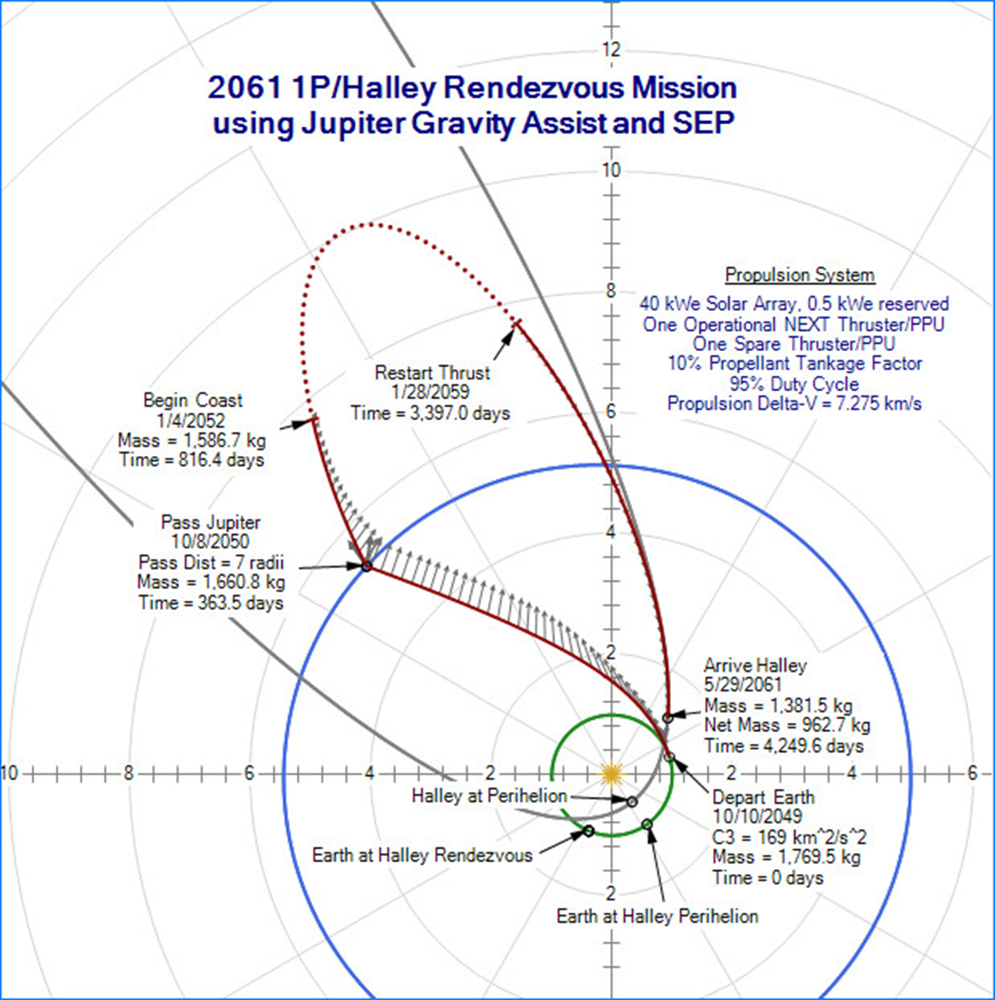 12
2061 1P/Halley Rendezvous Mission
using Jupiter Gravity Assist and SEP
10
8
Propulsion System
40 kWe Solar Array, 0.5 kWe reserved
One Operational NEXT Thruster/PPU
One Spare Thruster/PPU
10% Propellant Tankage Factor
95% Duty Cycle
Propulsion Delta-V = 7.275 km/s
Restart Thrust
1/28/2059
Time = 3,397.0 days
6
Begin Coast
1/4/2052
Mass = 1,586.7 kg
Time = 816.4 days
Pass Jupiter
10/8/2050
Pass Dist = 7 radii
Mass = 1,660.8 kg
Time = 363.5 days
4
2
Arrive Halley
5/29/2061
Mass = 1,381.5 kg
Net Mass = 962.7 kg
Time = 4,249.6 days
10 8 6 4 2 2 4 6
Halley at Perihelion
Depart Earth
10/10/2049
C3 = 169 km^2/s^2
Mass = 1,769.5 kg
Time = 0 days
Earth at Halley Rendezvous
2
Earth at Halley Perihelion